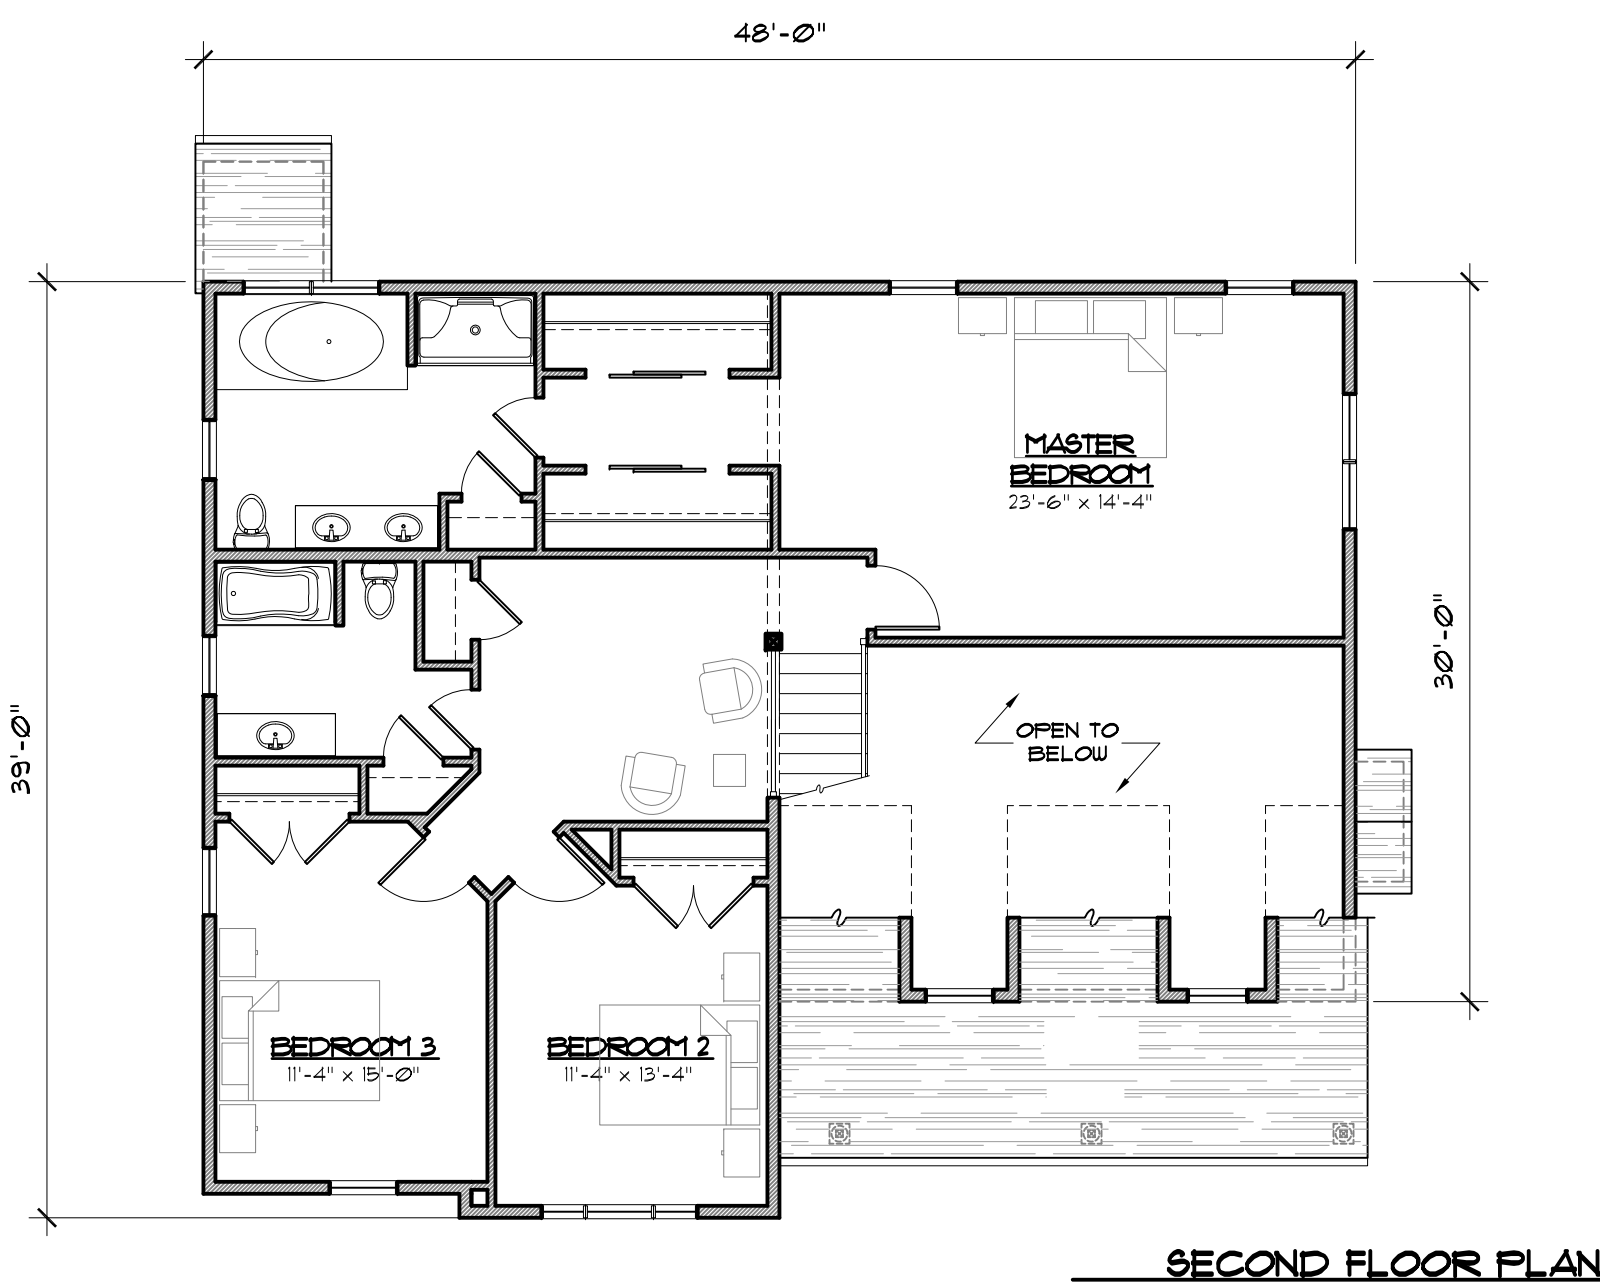 48'-0"
MASTER
BEDROOM
23'-6" x 14'-4"
39'-0"
30'-0"
OPEN TO
BELOW
BEDROOM 3
11'-4" x 15'-0"
BEDROOM 2
11'-4" x 13'-4"
SECOND FLOOR PLAN